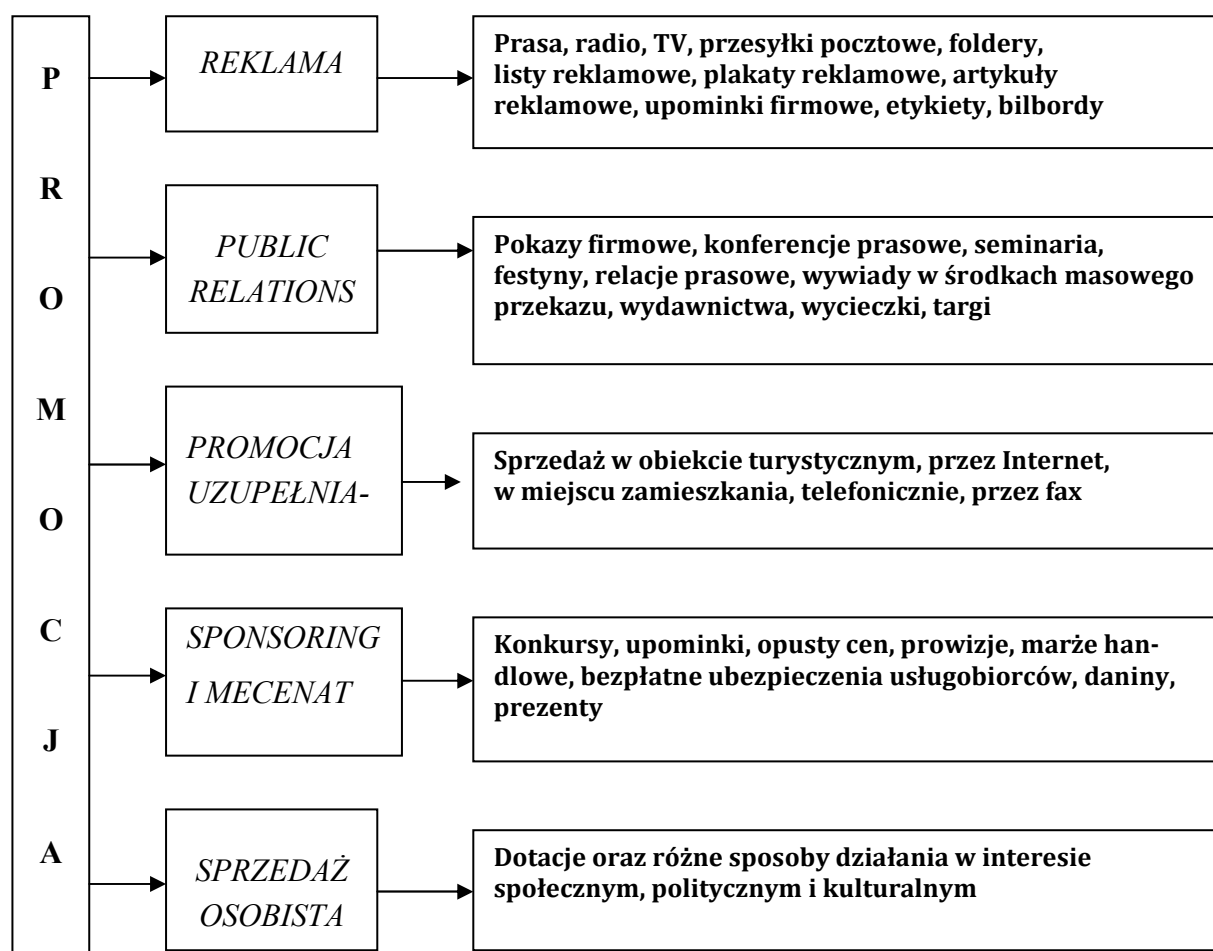 P
R
O
M
O
C
J
A
REKLAMA
Prasa, radio, TV, przesyłki pocztowe, foldery,
listy reklamowe, plakaty reklamowe, artykuły
reklamowe, upominki firmowe, etykiety, bilbordy
PUBLIC
RELATIONS
Pokazy firmowe, konferencje prasowe, seminaria,
festyny, relacje prasowe, wywiady w środkach masowego
przekazu, wydawnictwa, wycieczki, targi
PROMOCJA
UZUPEŁNIA-
Sprzedaż w obiekcie turystycznym, przez Internet,
w miejscu zamieszkania, telefonicznie, przez fax
SPONSORING
I MECENAT
Konkursy, upominki, opusty cen, prowizje, marże han-
dlowe, bezpłatne ubezpieczenia usługobiorców, daniny,
prezenty
SPRZEDAŻ
OSOBISTA
Dotacje oraz różne sposoby działania w interesie
społecznym, politycznym i kulturalnym